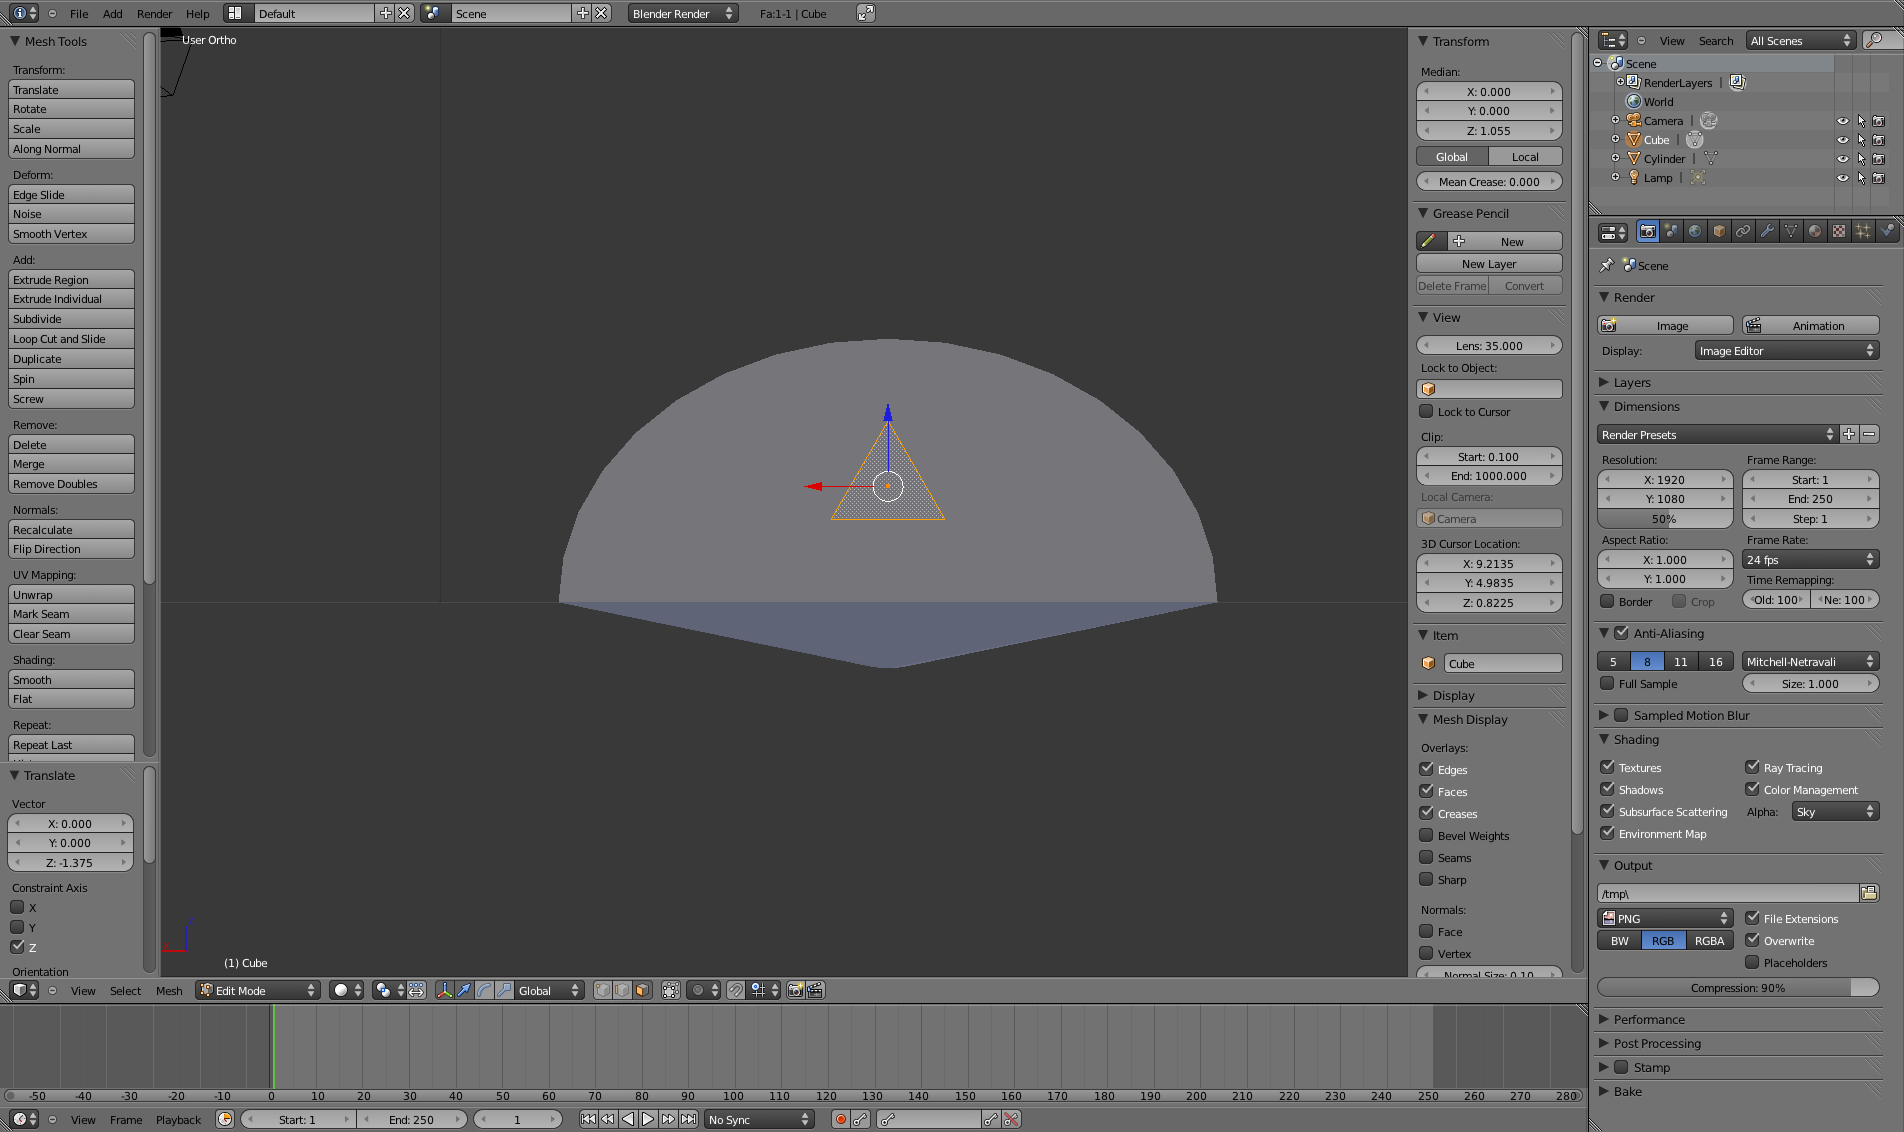 File Add Render Help Default Scene Blender Render Fa:1-1 | Cube
Mesh Tools
Transform:
Translate
Rotate
Scale
Along Normal
Deform:
Edge Slide
Noise
Smooth Vertex
Add:
Extrude Region
Extrude Individual
Subdivide
Loop Cut and Slide
Duplicate
Spin
Screw
Remove:
Delete
Merge
Remove Doubles
Normals:
Recalculate
Flip Direction
UV Mapping:
Unwrap
Mark Seam
Clear Seam
Shading:
Smooth
Flat
Repeat:
Repeat Last
Translate
Vector
X: 0.000
Y: 0.000
Z: -1.375
Constraint Axis
X
Y
Z
Orientation
User Ortho
(1) Cube
Transform
Median:
X: 0.000
Y: 0.000
Z: 1.055
Global Local
Mean Crease: 0.000
Grease Pencil
New
New Layer
Delete Frame Convert
View
Lens: 35.000
Lock to Object:
Lock to Cursor
Clip:
Start: 0.100
End: 1000.000
Local Camera:
Camera
3D Cursor Location:
X: 9.2135
Y: 4.9835
Z: 0.8225
Item
Cube
Display
Mesh Display
Overlays:
Edges
Faces
Creases
Bevel Weights
Seams
Sharp
Normals:
Face
Vertex
Normal Size: 0.10
View Select Mesh Edit Mode Global
-50 -40 -30 -20 -10 0 10 20 30 40 50 60 70 80 90 100 110 120 130 140 150 160 170 180 190 200 210 220 230 240 250 260 270 280
View Frame Playback Start: 1 End: 250 1 No Sync
View Search All Scenes
Scene
RenderLayers |
World
Camera |
Cube |
Cylinder |
Lamp |
Scene
Render
Image Animation
Display: Image Editor
Layers
Dimensions
Render Presets
Resolution: Frame Range:
X: 1920 Start: 1
Y: 1080 End: 250
50% Step: 1
Aspect Ratio: Frame Rate:
X: 1.000 24 fps
Y: 1.000 Time Remapping:
Border Crop Old: 100 Ne: 100
Anti-Aliasing
5 8 11 16 Mitchell-Netravali
Full Sample Size: 1.000
Sampled Motion Blur
Shading
Textures Ray Tracing
Shadows Color Management
Subsurface Scattering Alpha: Sky
Environment Map
Output
/tmp\
PNG File Extensions
BW RGB RGBA Overwrite
Placeholders
Compression: 90%
Performance
Post Processing
Stamp
Bake